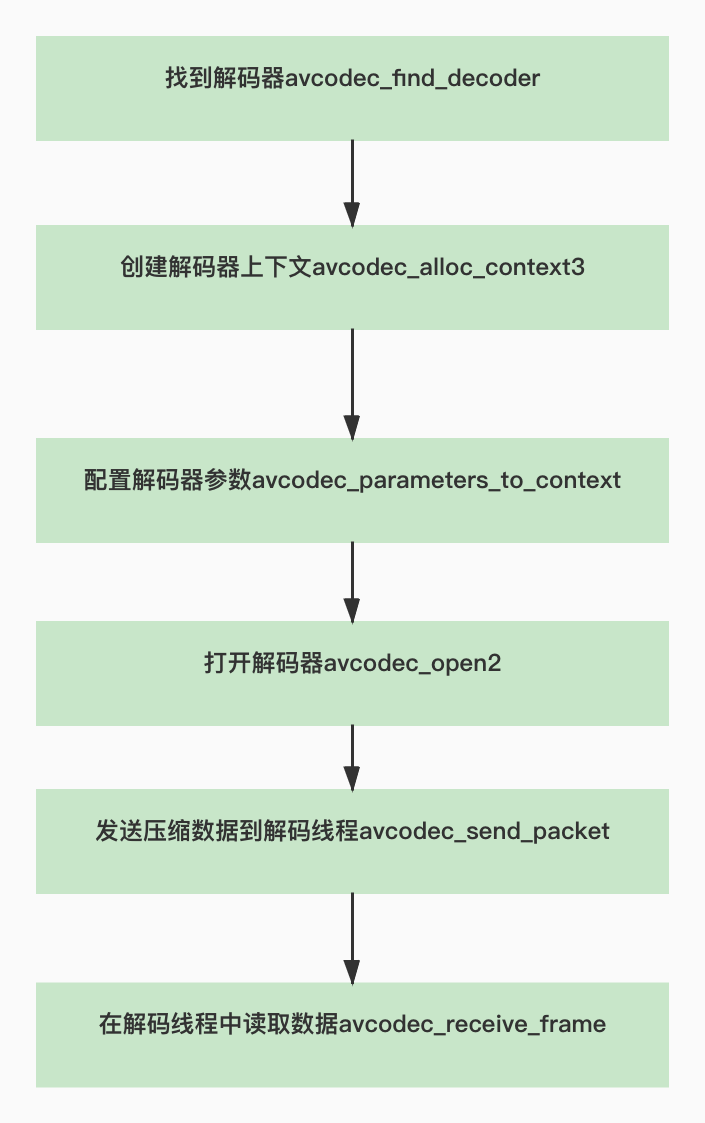 找到解码器avcodec_find_decoder
创建解码器上下文avcodec_alloc_context3
配置解码器参数avcodec_parameters_to_context
打开解码器avcodec_open2
发送压缩数据到解码线程avcodec_send_packet
在解码线程中读取数据avcodec_receive_frame